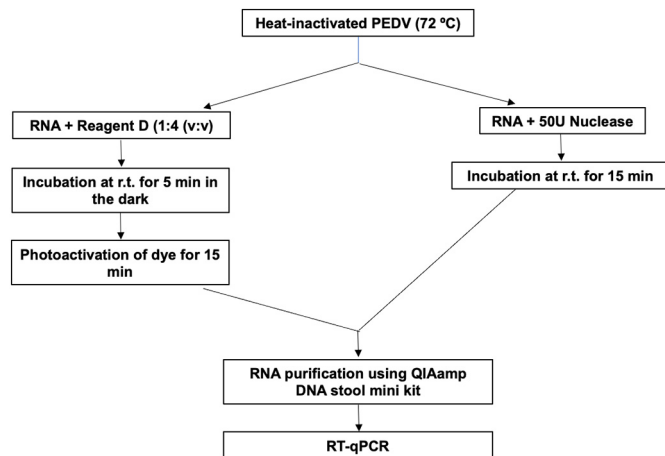 Heat-inactivated PEDV (72 ºC)
RNA + Reagent D (1:4 (v:v)
RNA + 50U Nuclease
Incubation at r.t. for 5 min in
the dark
Incubation at r.t. for 15 min
Photoactivation of dye for 15
min
RNA purification using QIAamp
DNA stool mini kit
RT-qPCR